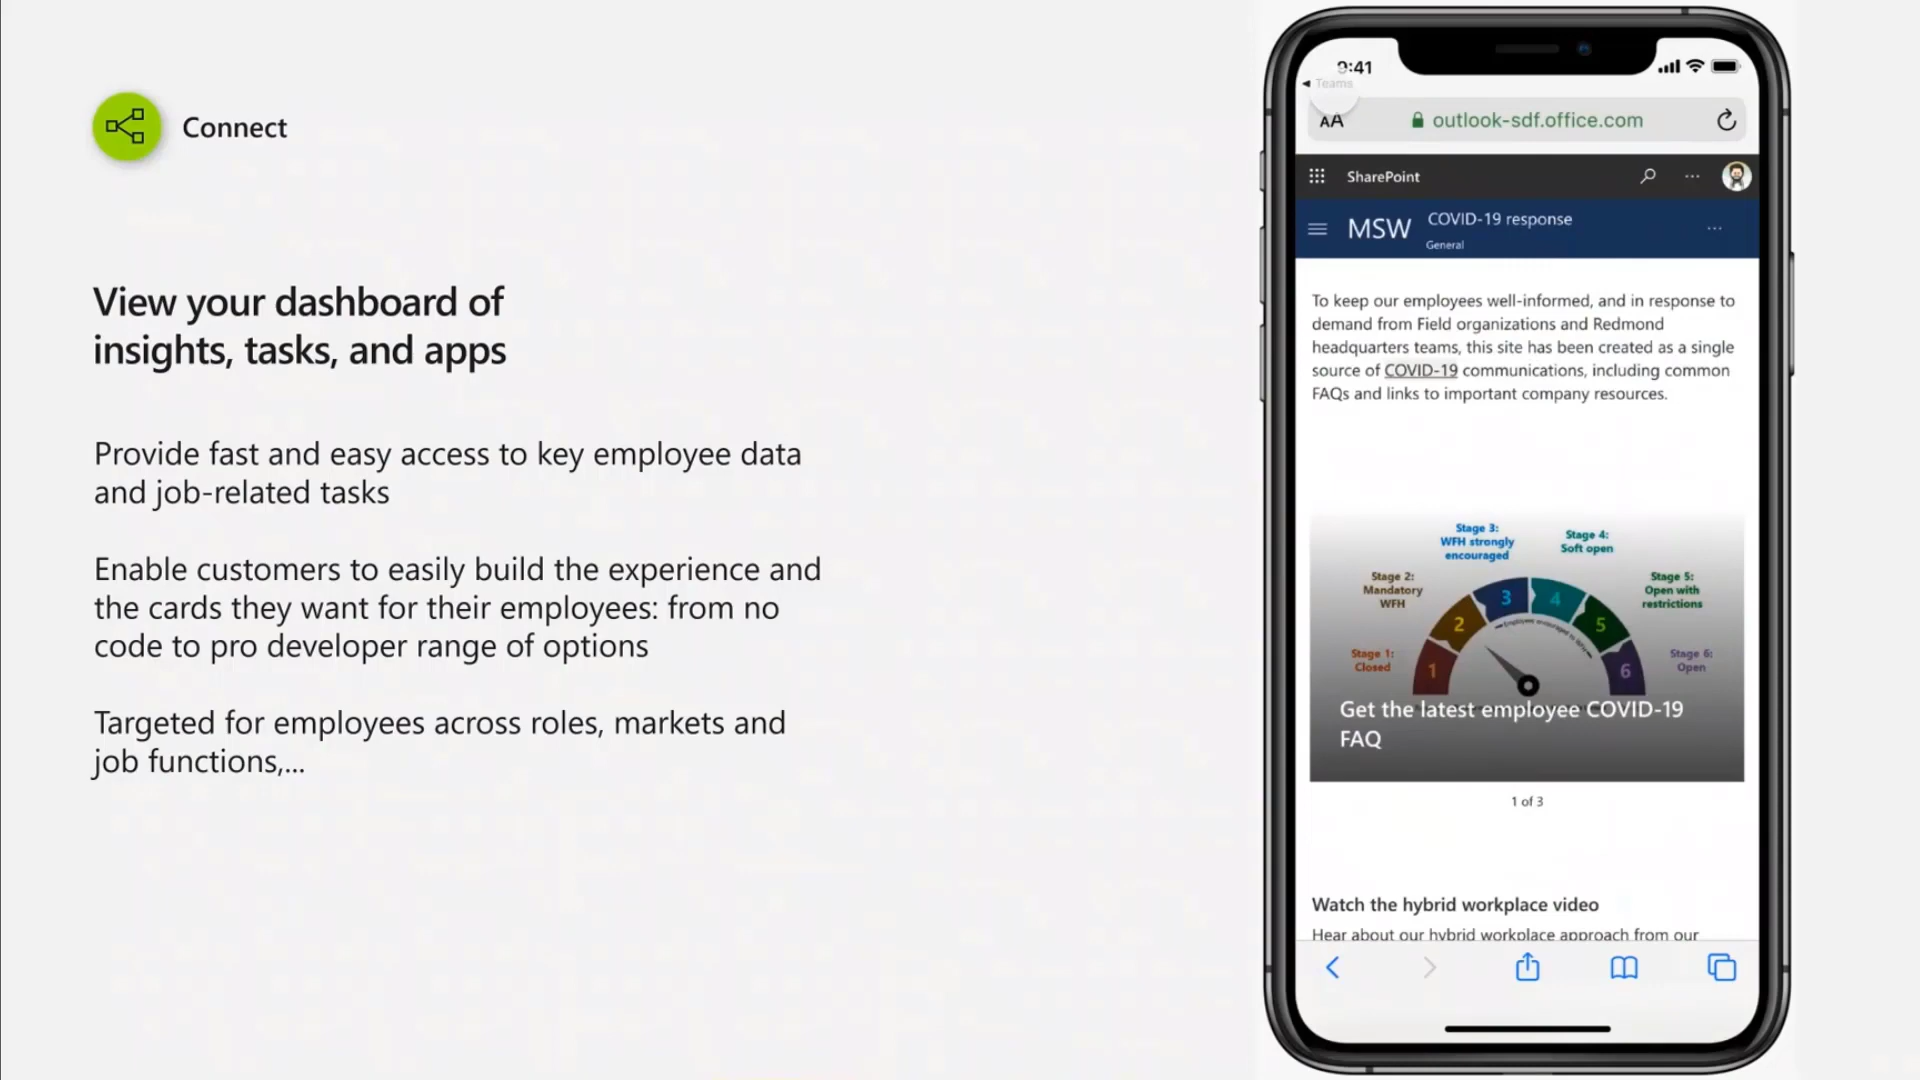 Connect
View your dashboard of
insights, tasks, and apps
Provide fast and easy access to key employee data
and job-related tasks
Enable customers to easily build the experience and
the cards they want for their employees: from no
code to pro developer range of options
Targeted for employees across roles, markets and
job functions,...
9:41
Teams
AA
outlook-sdf.office.com
SharePoint
MSW
COVID-19 response
General
To keep our employees well-informed, and in response to
demand from Field organizations and Redmond
headquarters teams, this site has been created as a single
source of COVID-19 communications, including common
FAQs and links to important company resources.
Stage 1:
Closed
Stage 2:
Mandatory
WFH
Stage 3:
WFH strongly
encouraged
Stage 4:
Soft open
Stage 5:
Open with
restrictions
Stage 6:
Open
1
2
3
4
5
6
Employees encouraged to
Get the latest employee COVID-19
FAQ
1 of 3
Watch the hybrid workplace video
Hear about our hybrid workplace approach from our